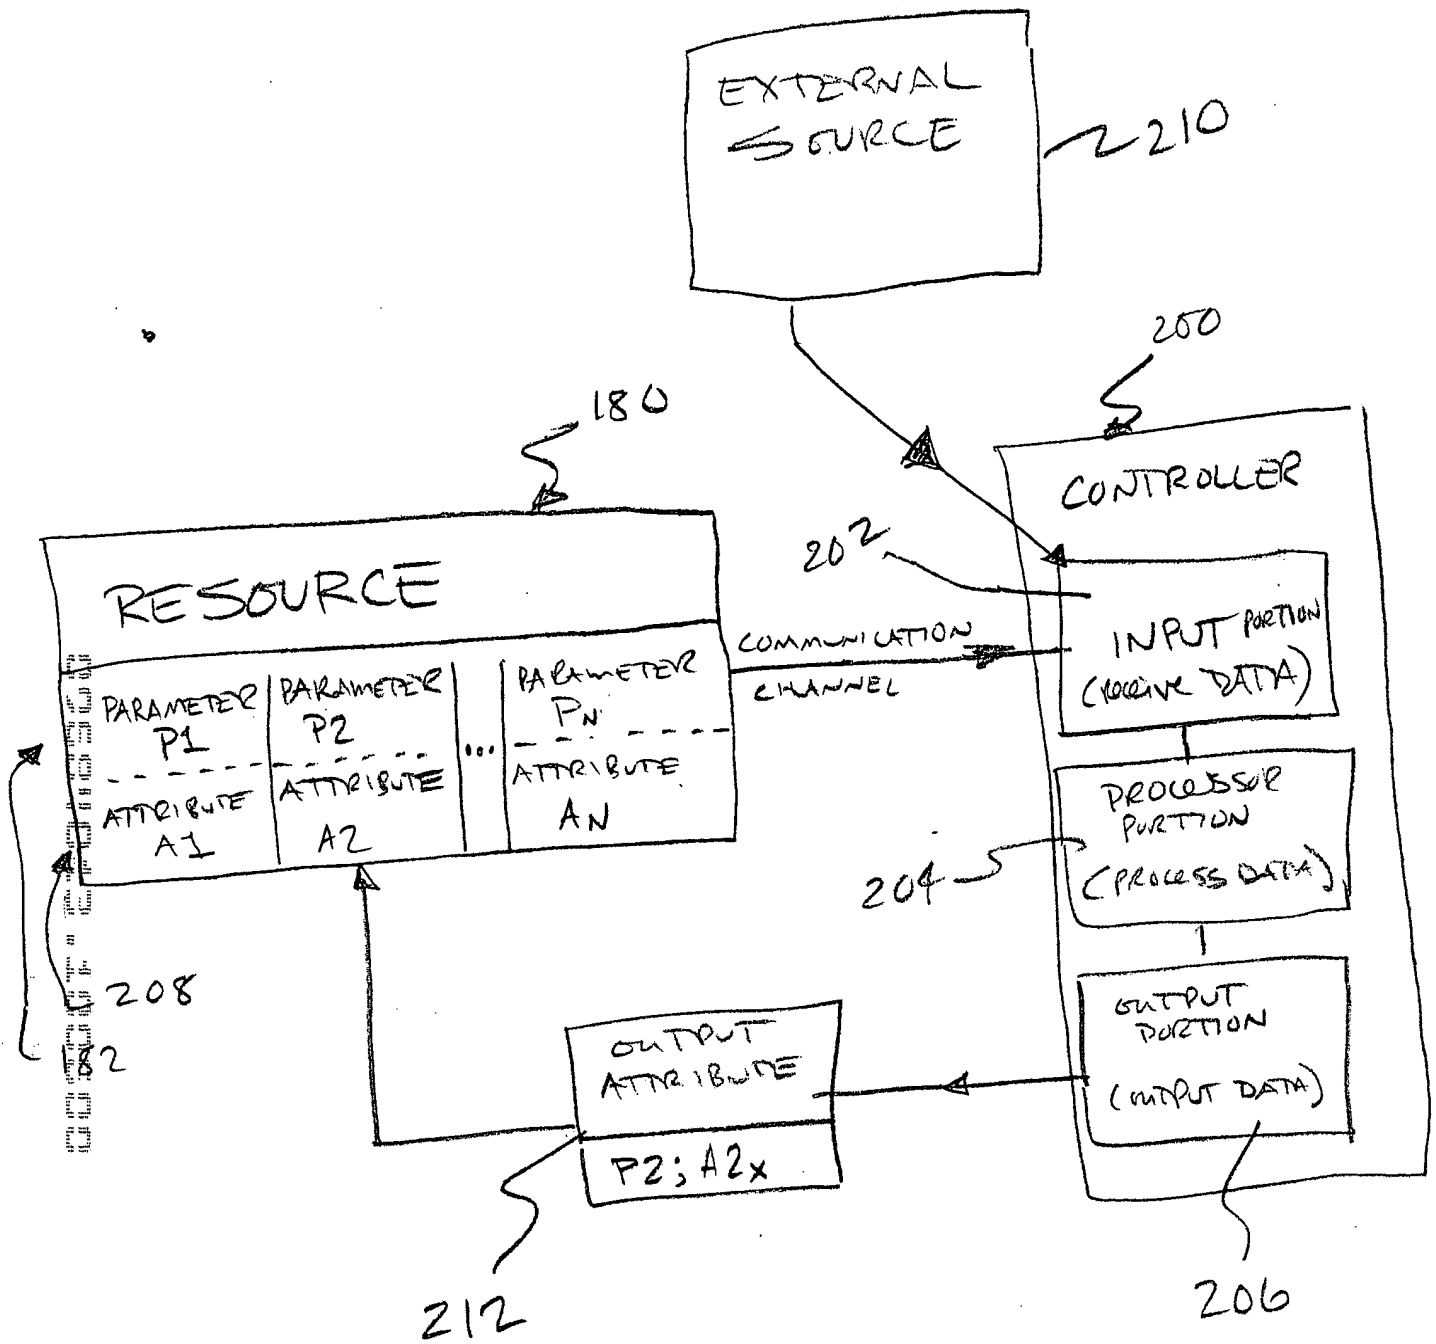 EXTERNAL
SOURCE
210
200
CONTROLLER
180
RESOURCE
202
INPUT PORTION
(receive DATA)
COMMUNICATION
CHANNEL
PARAMETER
P1
PARAMETER
P2
...
PARAMETER
PN
ATTRIBUTE
A1
ATTRIBUTE
A2
ATTRIBUTE
AN
PROCESSOR
PORTION
(PROCESS DATA)
204
208
182
OUTPUT
PORTION
(OUTPUT DATA)
OUTPUT
ATTRIBUTE
P2; A2x
212
206